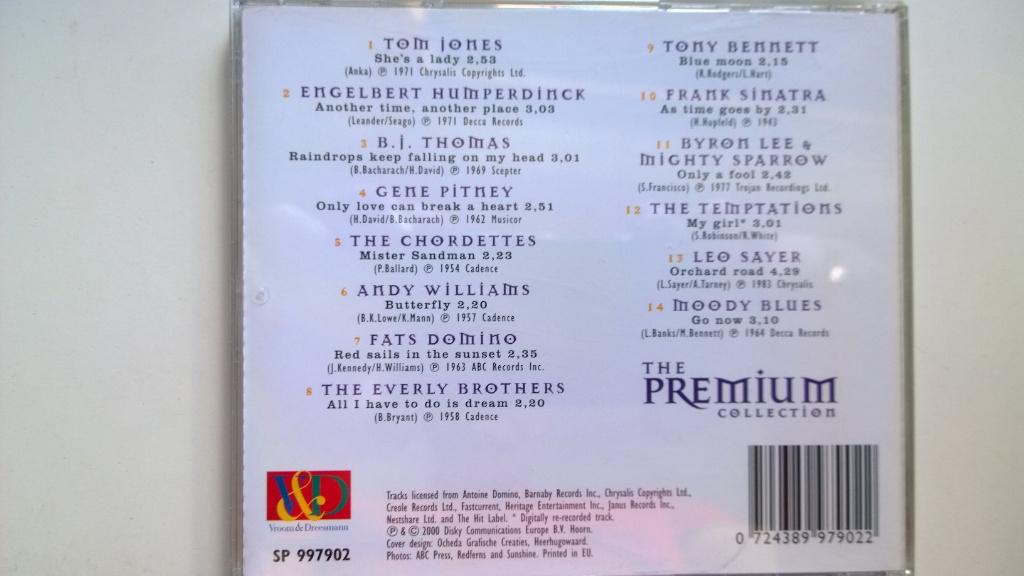 1 TOM JONES
She's a lady 2,53
(Anka) ℗ 1971 Chrysalis Copyrights Ltd.
2 ENGELBERT HUMPERDINCK
Another time, another place 3,03
(Leander/Seago) ℗ 1971 Decca Records
3 B.J. THOMAS
Raindrops keep falling on my head 3,01
(B.Bacharach/H.David) ℗ 1969 Scepter
4 GENE PITNEY
Only love can break a heart 2,51
(H.David/B.Bacharach) ℗ 1962 Musicor
5 THE CHORDETTES
Mister Sandman 2,23
(P.Ballard) ℗ 1954 Cadence
6 ANDY WILLIAMS
Butterfly 2,20
(B.K.Lowe/K.Mann) ℗ 1957 Cadence
7 FATS DOMINO
Red sails in the sunset 2,35
(J.Kennedy/H.Williams) ℗ 1963 ABC Records Inc.
8 THE EVERLY BROTHERS
All I have to do is dream 2,20
(B.Bryant) ℗ 1958 Cadence
9 TONY BENNETT
Blue moon 2,15
(R.Rodgers/L.Hart)
10 FRANK SINATRA
As time goes by 2,31
(H.Hupfeld) ℗ 1943
11 BYRON LEE &
MIGHTY SPARROW
Only a fool 2,42
(S.Francisco) ℗ 1977 Trojan Recordings Ltd.
12 THE TEMPTATIONS
My girl* 3,01
(S.Robinson/R.White)
13 LEO SAYER
Orchard road 4,29
(L.Sayer/A.Tarney) ℗ 1983 Chrysalis
14 MOODY BLUES
Go now 3,10
(L.Banks/M.Bennett) ℗ 1964 Decca Records
THE
PREMIUM
COLLECTION
V&D
Vroom & Dreesmann
SP 997902
Tracks licensed from Antoine Domino, Barnaby Records Inc., Chrysalis Copyrights Ltd.,
Creole Records Ltd., Fastcurrent, Heritage Entertainment Inc., Janus Records Inc.,
Nestshare Ltd. and The Hit Label. * Digitally re-recorded track.
℗ & © 2000 Disky Communications Europe B.V. Hoorn.
Cover design: Ocheda Grafische Creaties, Heerhugowaard.
Photos: ABC Press, Redferns and Sunshine. Printed in EU.
0 724389 979022